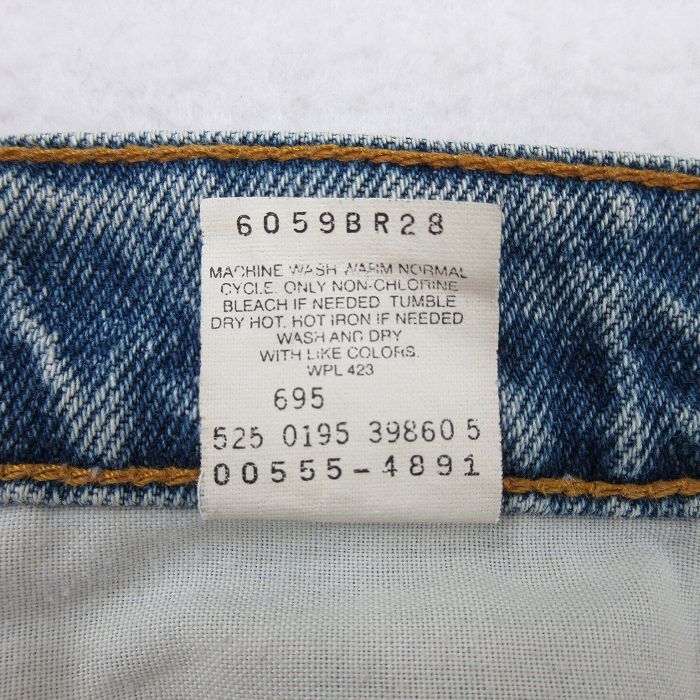 6059BR28
MACHINE WASH WARM NORMAL
CYCLE. ONLY NON-CHLORINE
BLEACH IF NEEDED. TUMBLE
DRY HOT. HOT IRON IF NEEDED
WASH AND DRY
WITH LIKE COLORS.
WPL 423
695
525 0195 39860 5
00555-4891